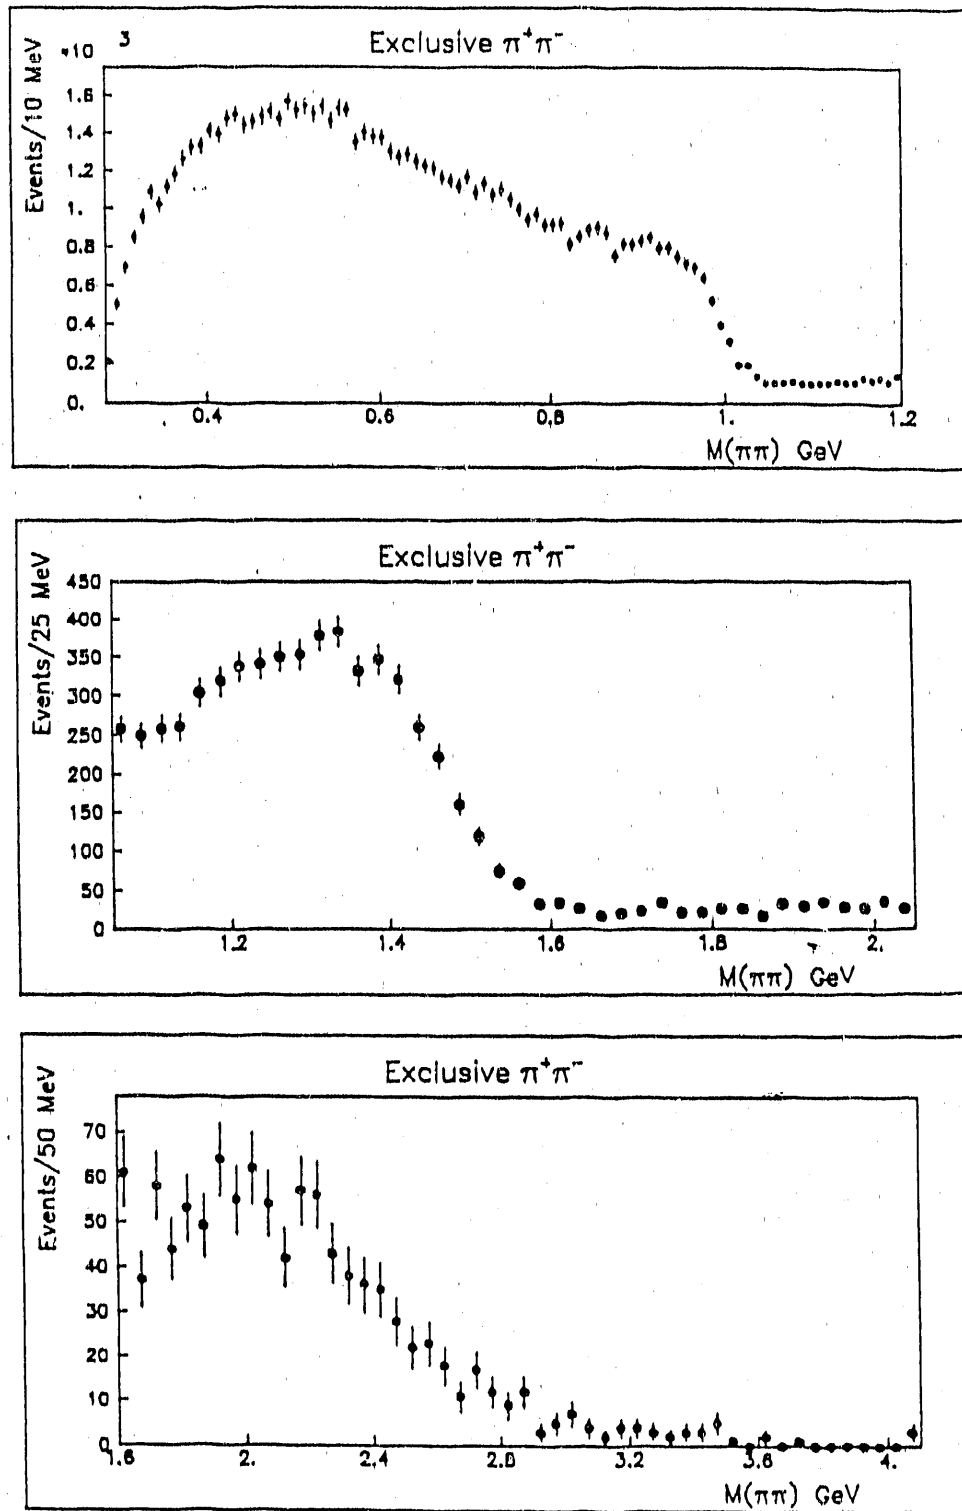 *10 3
Exclusive π⁺π⁻
Events/10 MeV
1.6
1.4
1.2
1.
0.8
0.6
0.4
0.2
0.
0.4 0.6 0.8 1. 1.2
M(ππ) GeV
Exclusive π⁺π⁻
Events/25 MeV
450
400
350
300
250
200
150
100
50
0
1.2 1.4 1.6 1.8 2.
M(ππ) GeV
Exclusive π⁺π⁻
Events/50 MeV
70
60
50
40
30
20
10
0
1.6 2. 2.4 2.8 3.2 3.6 4.
M(ππ) GeV